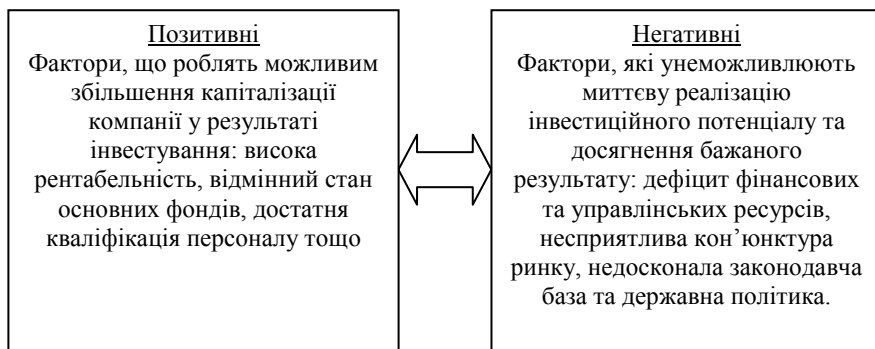 Позитивні
Фактори, що роблять можливим
збільшення капіталізації
компанії у результаті
інвестування: висока
рентабельність, відмінний стан
основних фондів, достатня
кваліфікація персоналу тощо
Негативні
Фактори, які унеможливлюють
миттєву реалізацію
інвестиційного потенціалу та
досягнення бажаного
результату: дефіцит фінансових
та управлінських ресурсів,
несприятлива кон’юнктура
ринку, недосконала законодавча
база та державна політика.